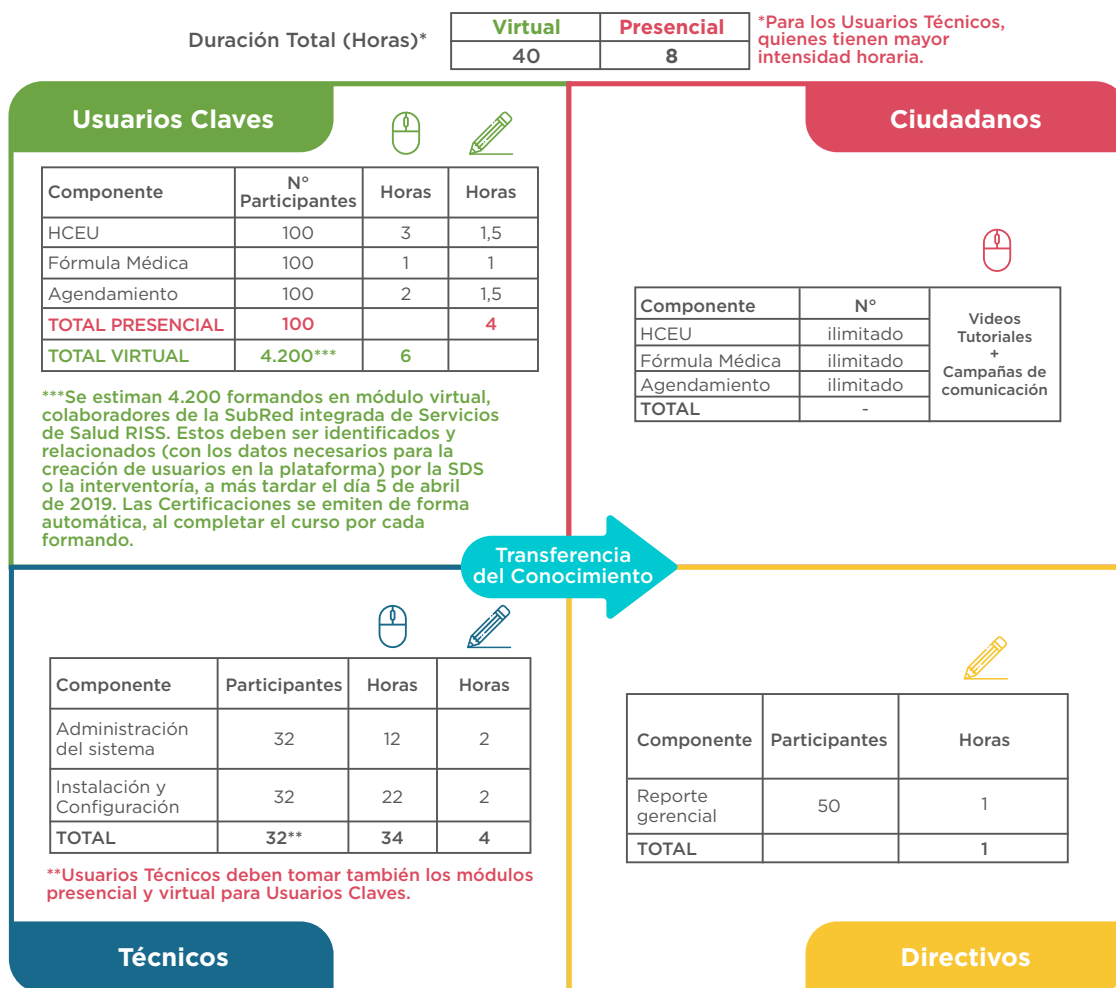 Duración Total (Horas)*
Virtual Presencial
40 8
*Para los Usuarios Técnicos,
quienes tienen mayor
intensidad horaria.
Usuarios Claves
Componente N° Participantes Horas Horas
HCEU 100 3 1,5
Fórmula Médica 100 1 1
Agendamiento 100 2 1,5
TOTAL PRESENCIAL 100 4
TOTAL VIRTUAL 4.200*** 6
***Se estiman 4.200 formandos en módulo virtual,
colaboradores de la SubRed integrada de Servicios
de Salud RISS. Estos deben ser identificados y
relacionados (con los datos necesarios para la
creación de usuarios en la plataforma) por la SDS
o la interventoría, a más tardar el día 5 de abril
de 2019. Las Certificaciones se emiten de forma
automática, al completar el curso por cada
formando.
Ciudadanos
Componente N°
HCEU ilimitado
Fórmula Médica ilimitado
Agendamiento ilimitado
TOTAL -
Videos
Tutoriales
+
Campañas de
comunicación
Transferencia
del Conocimiento
Componente Participantes Horas Horas
Administración
del sistema 32 12 2
Instalación y
Configuración 32 22 2
TOTAL 32** 34 4
**Usuarios Técnicos deben tomar también los módulos
presencial y virtual para Usuarios Claves.
Técnicos
Componente Participantes Horas
Reporte
gerencial 50 1
TOTAL 1
Directivos